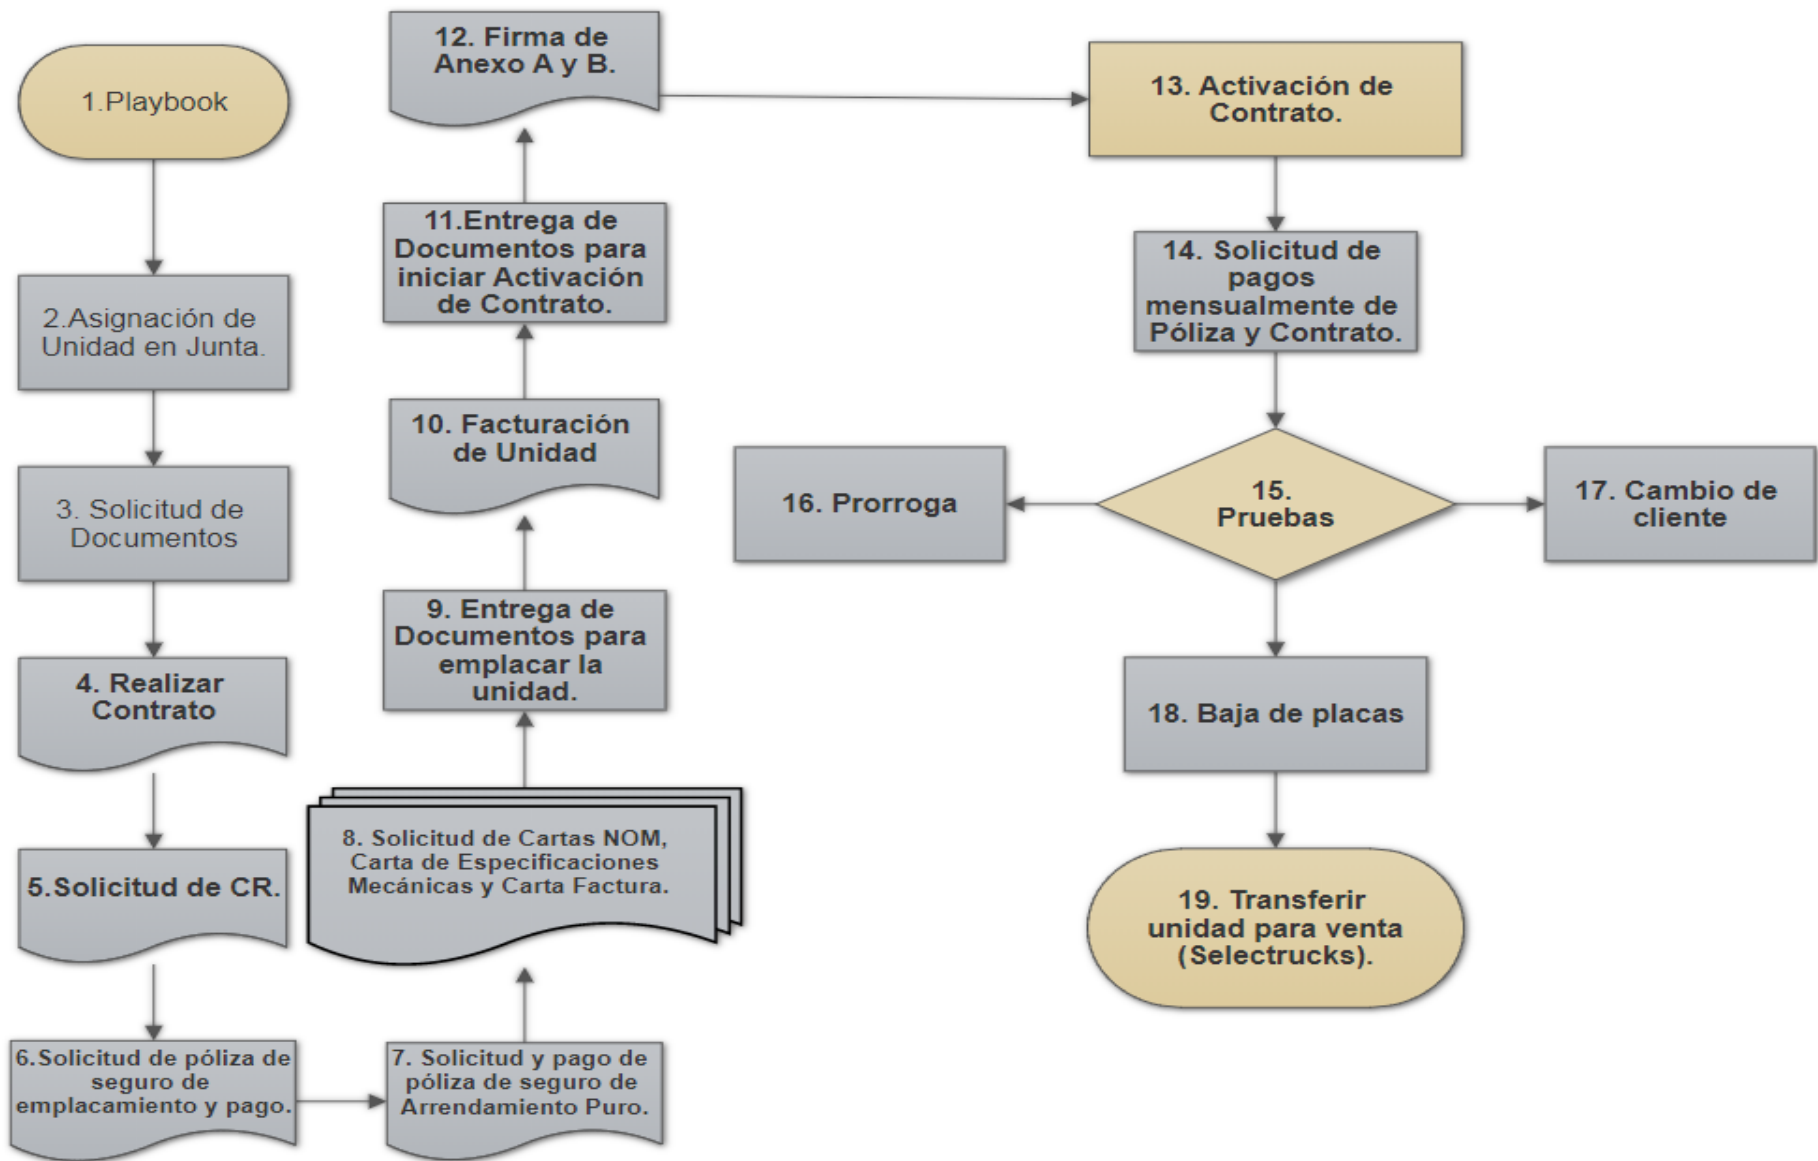 1.Playbook
2.Asignación de
Unidad en Junta.
3. Solicitud de
Documentos
4. Realizar
Contrato
5.Solicitud de CR.
6.Solicitud de póliza de
seguro de
emplacamiento y pago.
7. Solicitud y pago de
póliza de seguro de
Arrendamiento Puro.
8. Solicitud de Cartas NOM,
Carta de Especificaciones
Mecánicas y Carta Factura.
9. Entrega de
Documentos para
emplacar la
unidad.
10. Facturación
de Unidad
11.Entrega de
Documentos para
iniciar Activación
de Contrato.
12. Firma de
Anexo A y B.
13. Activación de
Contrato.
14. Solicitud de
pagos
mensualmente de
Póliza y Contrato.
15.
Pruebas
16. Prorroga
17. Cambio de
cliente
18. Baja de placas
19. Transferir
unidad para venta
(Selectrucks).